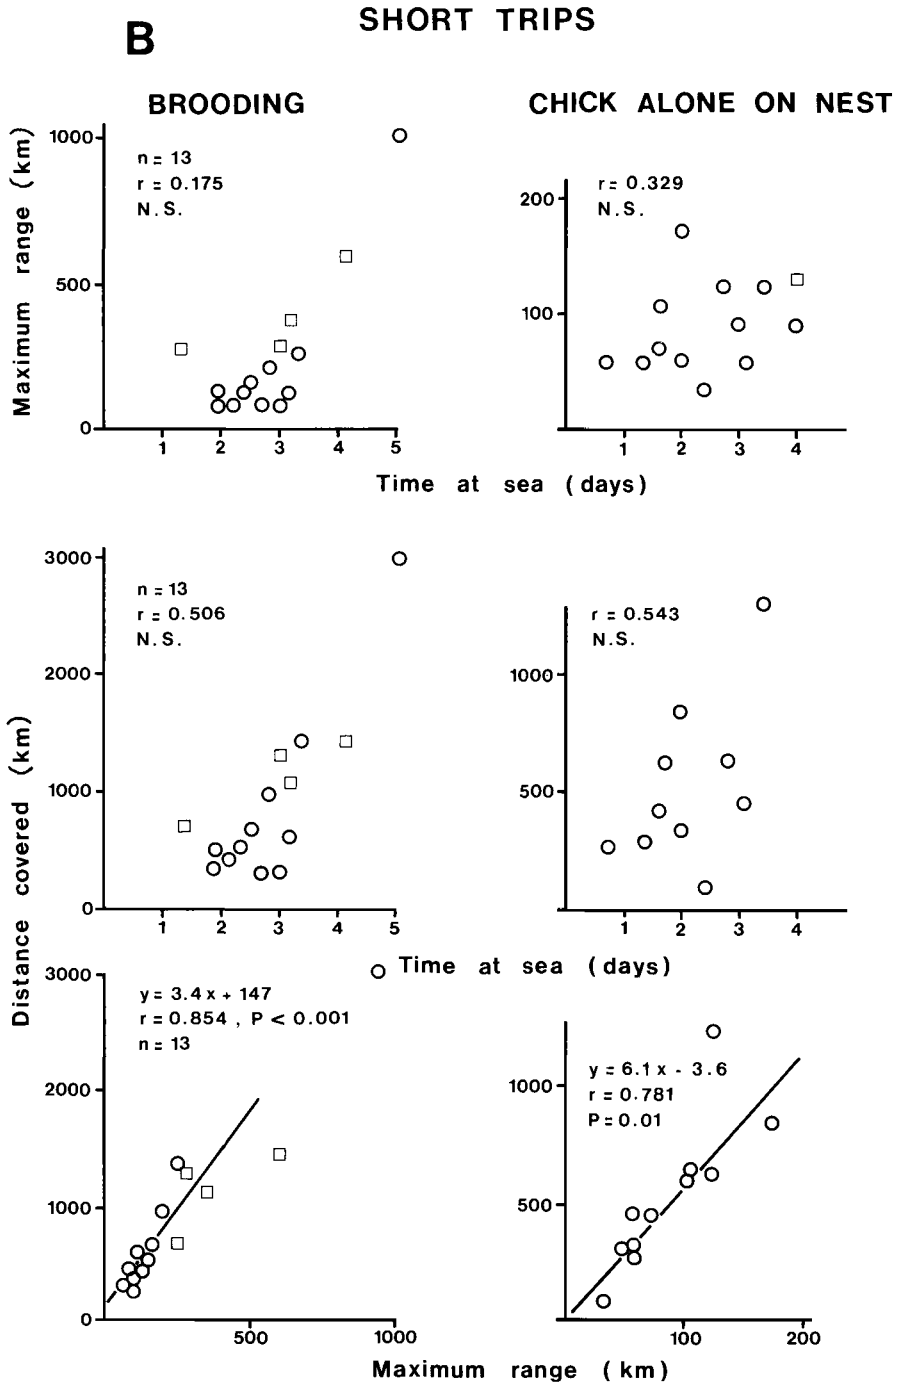 SHORT TRIPS
B
BROODING
CHICK ALONE ON NEST
Maximum range (km)
1000
500
0
n = 13
r = 0.175
N.S.
1 2 3 4 5
200
100
r = 0.329
N.S.
1 2 3 4
Time at sea (days)
Distance covered (km)
3000
2000
1000
0
n = 13
r = 0.506
N.S.
1 2 3 4 5
1000
500
r = 0.543
N.S.
1 2 3 4
Time at sea (days)
3000
2000
1000
0
y = 3.4 x + 147
r = 0.854 , P < 0.001
n = 13
500 1000
1000
500
y = 6.1 x - 3.6
r = 0.781
P = 0.01
100 200
Maximum range (km)